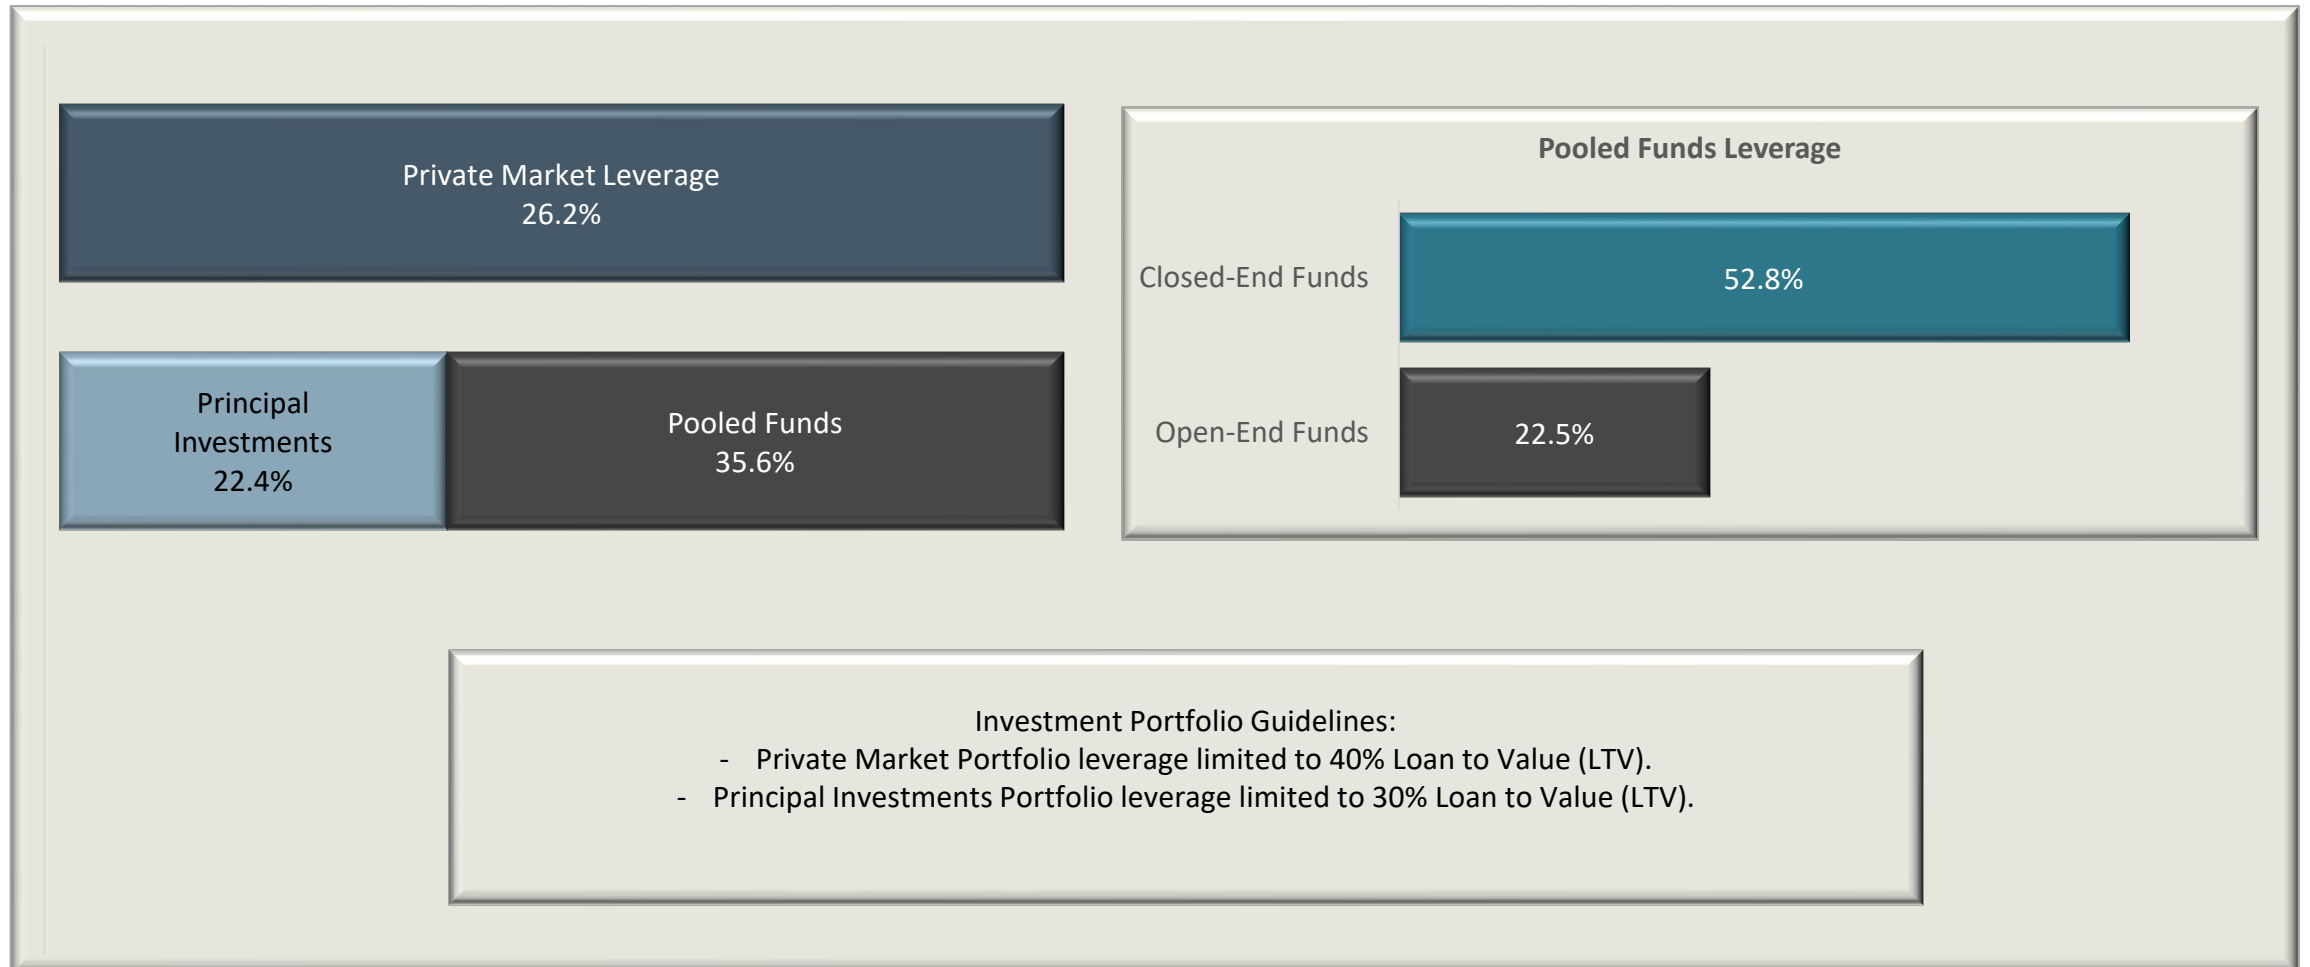 Private Market Leverage
26.2%
Principal
Investments
22.4%
Pooled Funds
35.6%
Pooled Funds Leverage
Closed-End Funds
52.8%
Open-End Funds
22.5%
Investment Portfolio Guidelines:
- Private Market Portfolio leverage limited to 40% Loan to Value (LTV).
- Principal Investments Portfolio leverage limited to 30% Loan to Value (LTV).